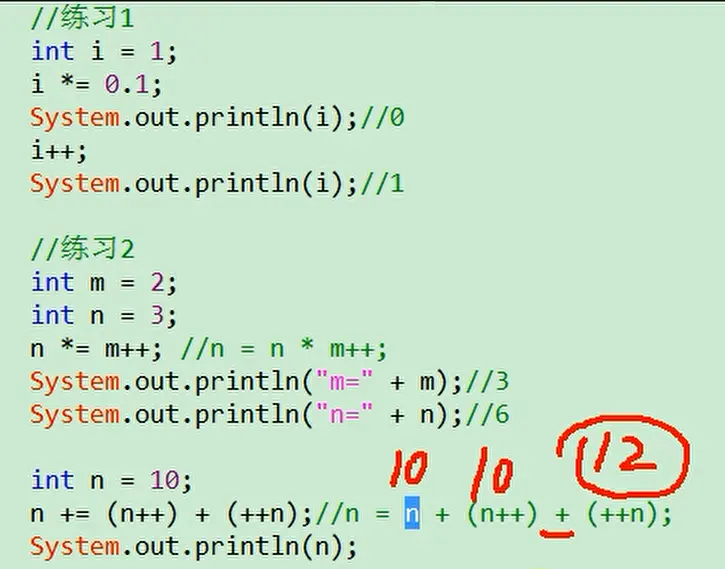 //练习1
int i = 1;
i *= 0.1;
System.out.println(i);//0
i++;
System.out.println(i);//1
//练习2
int m = 2;
int n = 3;
n *= m++; //n = n * m++;
System.out.println("m=" + m);//3
System.out.println("n=" + n);//6
10 10 12
int n = 10;
n += (n++) + (++n);//n = n + (n++) + (++n);
System.out.println(n);